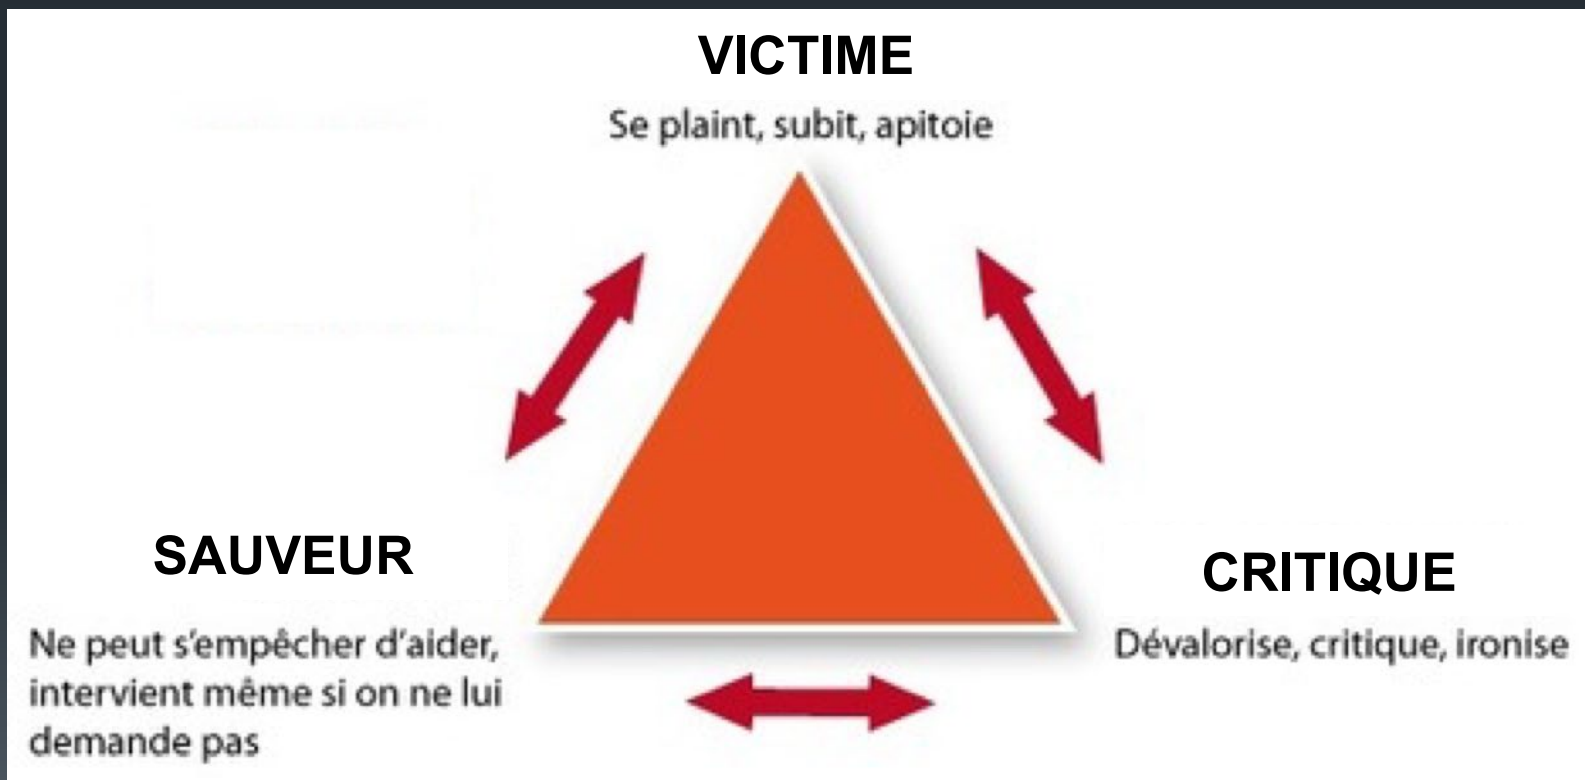 VICTIME
Se plaint, subit, apitoie
SAUVEUR
Ne peut s'empêcher d'aider,
intervient même si on ne lui
demande pas
CRITIQUE
Dévalorise, critique, ironise